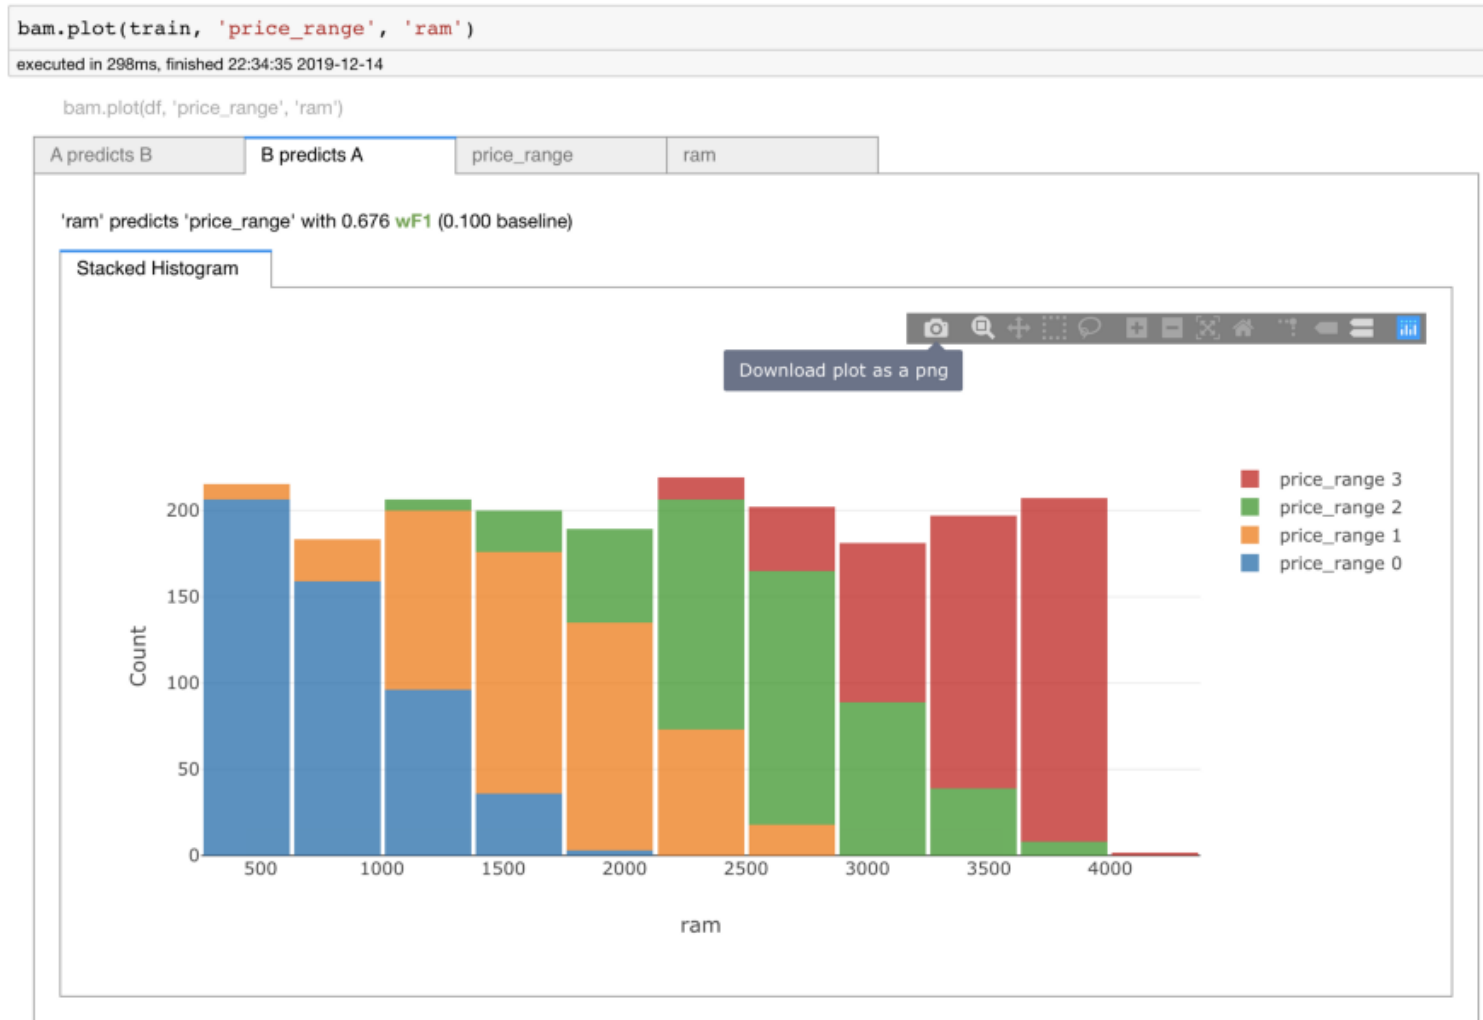 bam.plot(train, 'price_range', 'ram')
executed in 298ms, finished 22:34:35 2019-12-14
bam.plot(df, 'price_range', 'ram')
A predicts B
B predicts A
price_range
ram
'ram' predicts 'price_range' with 0.676 wF1 (0.100 baseline)
Stacked Histogram
Download plot as a png
price_range 3
price_range 2
price_range 1
price_range 0
200
150
100
50
0
Count
500 1000 1500 2000 2500 3000 3500 4000
ram